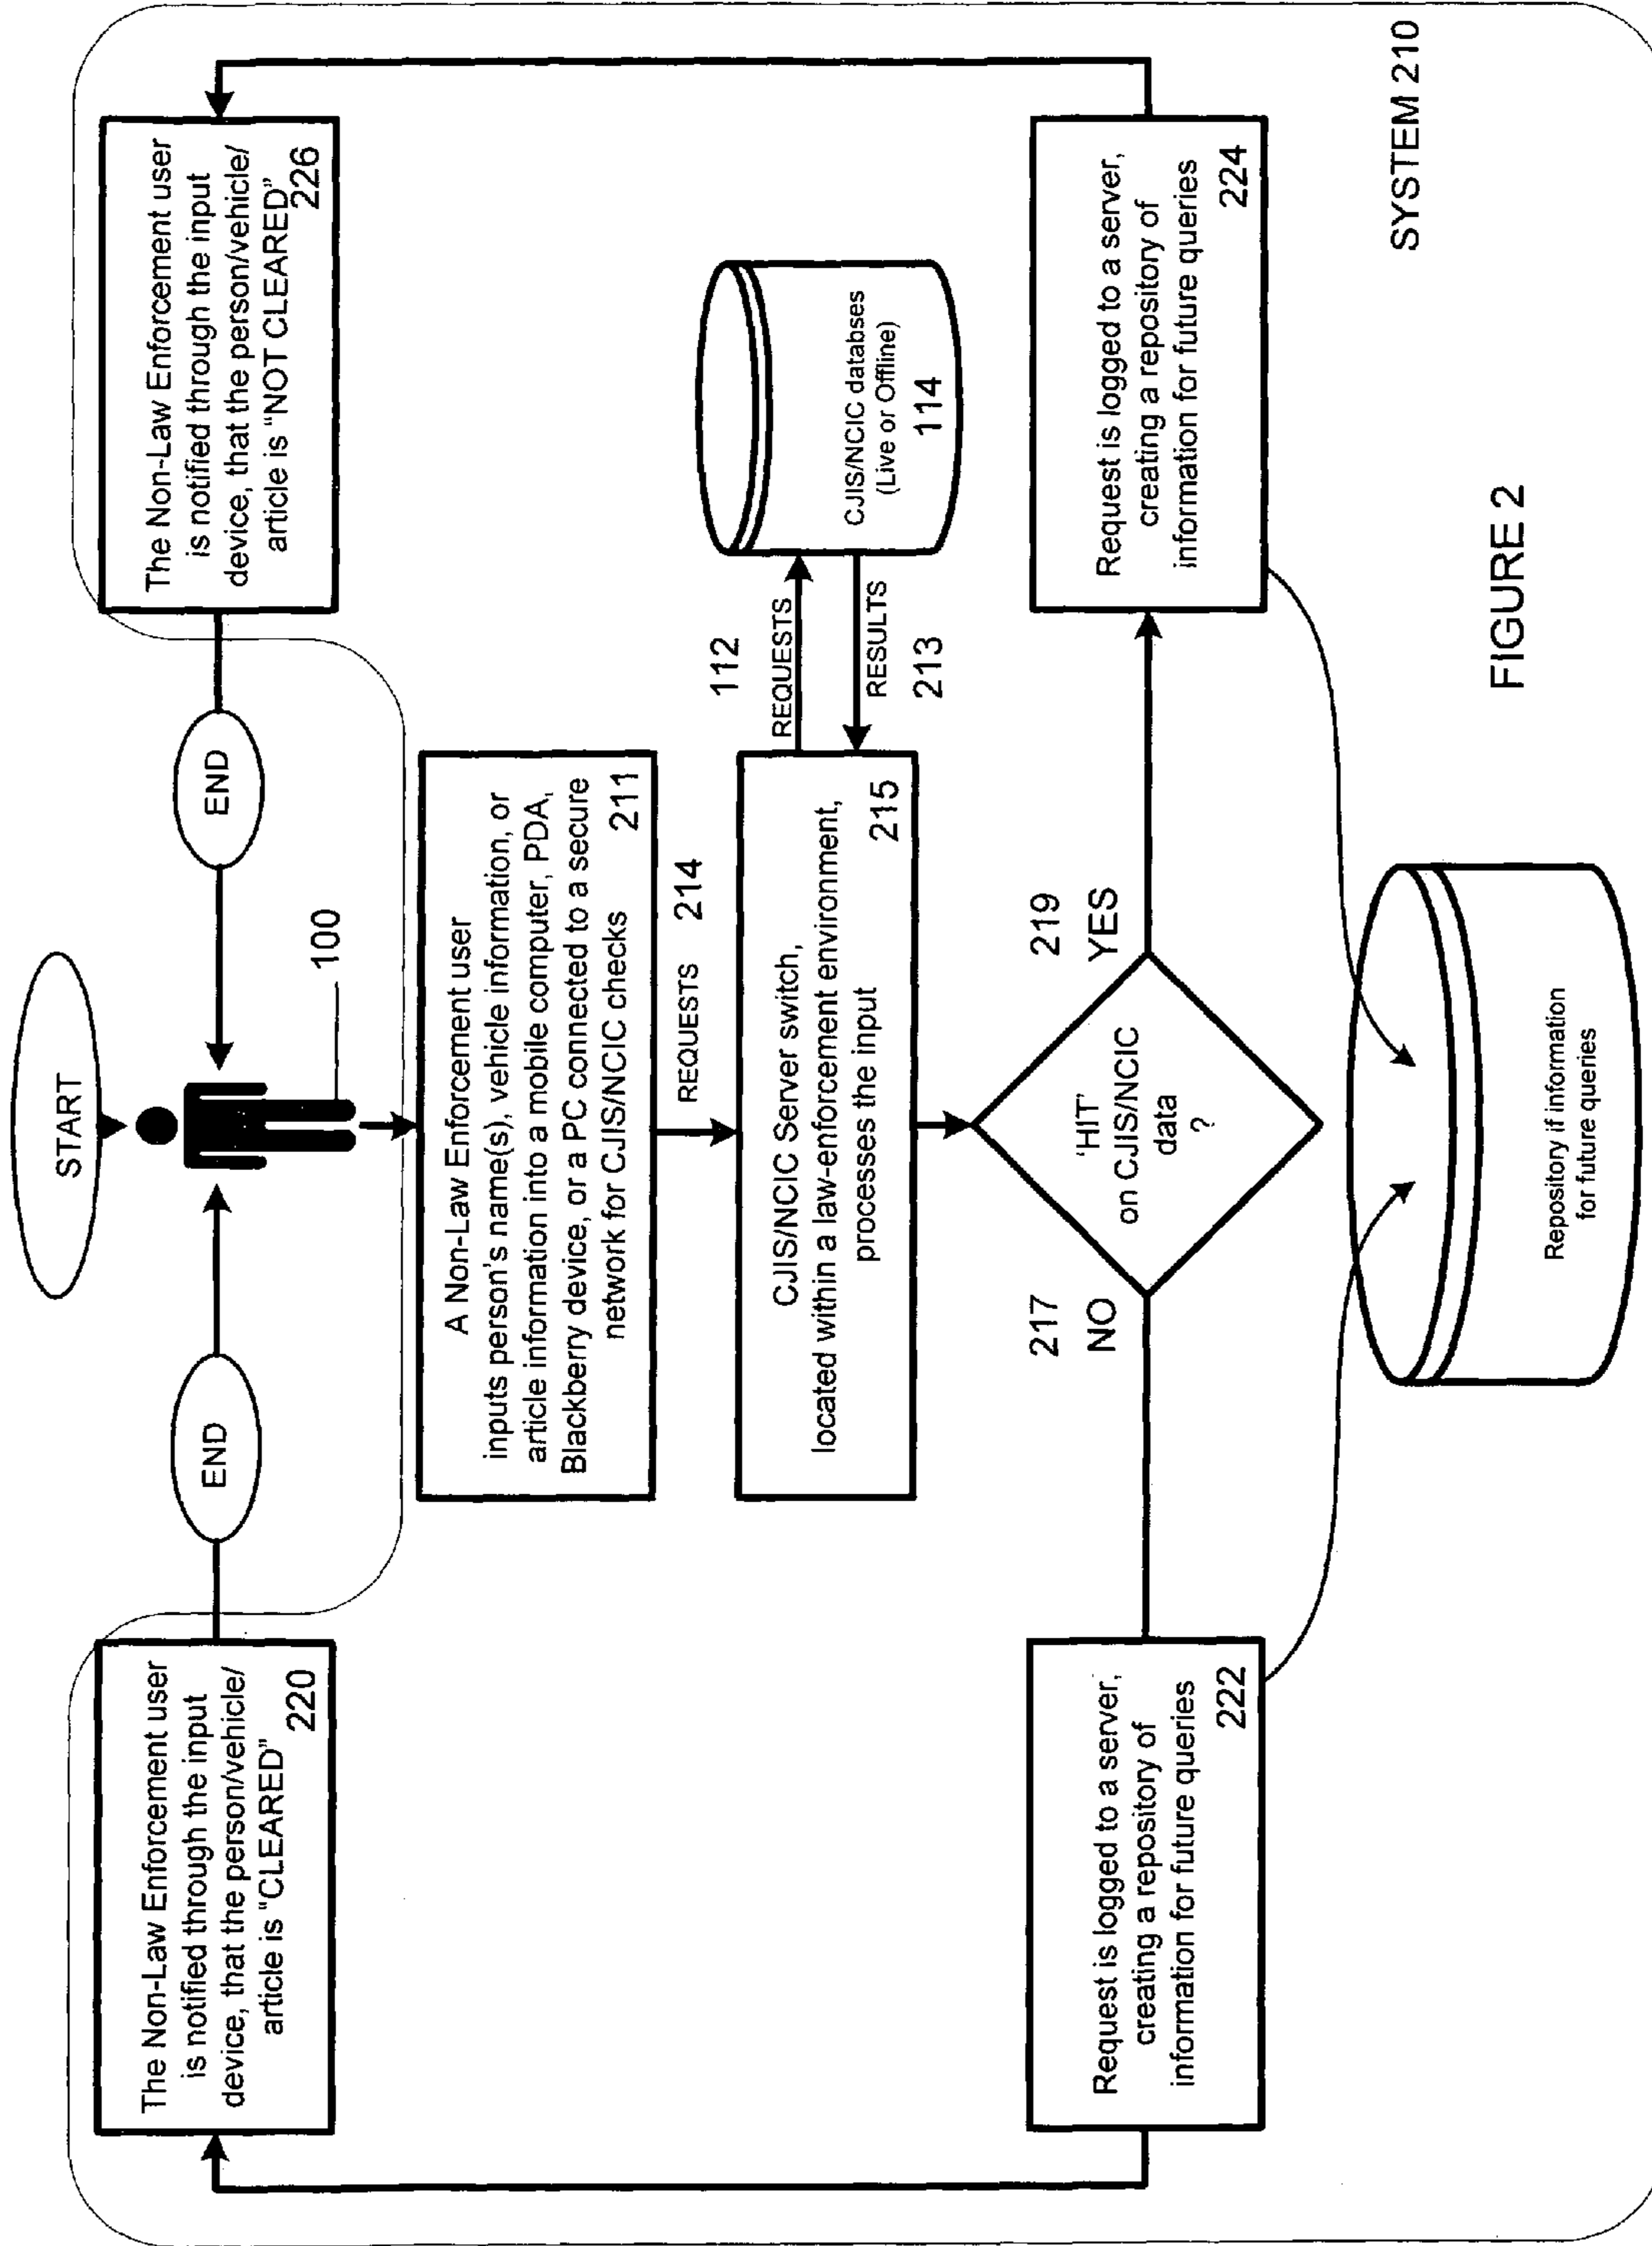 START
END
END
100
The Non-Law Enforcement user
is notified through the input
device, that the person/vehicle/
article is "CLEARED"
220
The Non-Law Enforcement user
is notified through the input
device, that the person/vehicle/
article is "NOT CLEARED"
226
A Non-Law Enforcement user
inputs person's name(s), vehicle information, or
article information into a mobile computer, PDA,
Blackberry device, or a PC connected to a secure
network for CJIS/NCIC checks
211
REQUESTS 214
CJIS/NCIC Server switch,
located within a law-enforcement environment,
processes the input
215
112
REQUESTS
RESULTS
213
CJIS/NCIC databses
(Live or Offline)
114
217
NO
'HIT'
on CJIS/NCIC
data
?
219
YES
Request is logged to a server,
creating a repository of
information for future queries
222
Request is logged to a server,
creating a repository of
information for future queries
224
Repository if information
for future queries
SYSTEM 210
FIGURE 2